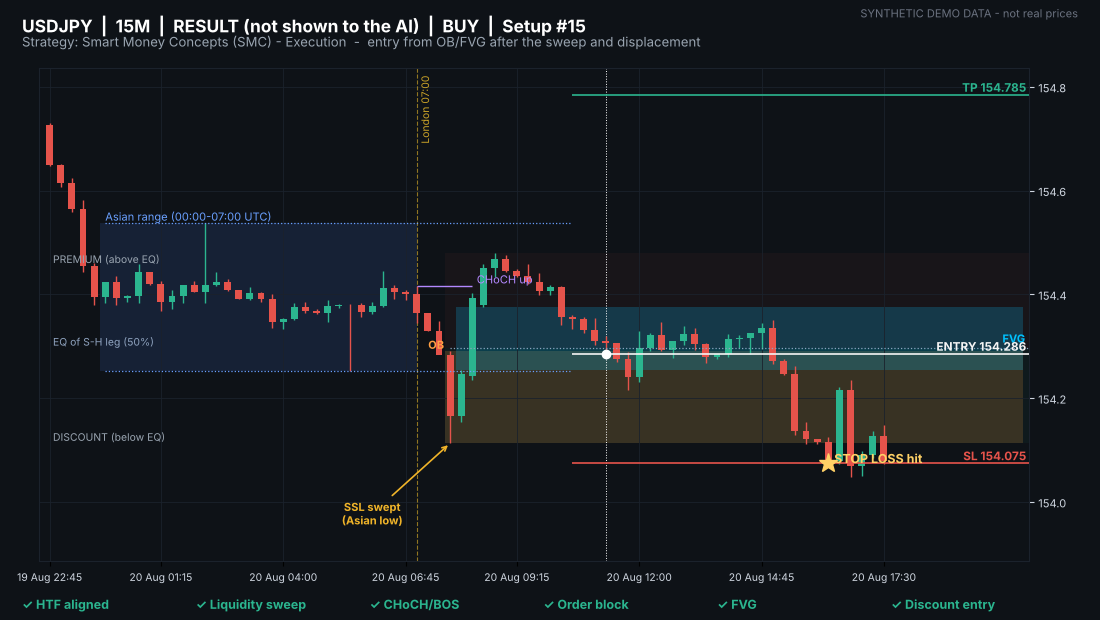 SYNTHETIC DEMO DATA - not real prices
USDJPY | 15M | RESULT (not shown to the AI) | BUY | Setup #15
Strategy: Smart Money Concepts (SMC) - Execution - entry from OB/FVG after the sweep and displacement
London 07:00
TP 154.785
154.8
154.6
Asian range (00:00-07:00 UTC)
PREMIUM (above EQ)
CHoCH up
154.4
EQ of S-H leg (50%)
OB
FVG
ENTRY 154.286
154.2
DISCOUNT (below EQ)
STOP LOSS hit
SL 154.075
SSL swept
(Asian low)
154.0
19 Aug 22:45
20 Aug 01:15
20 Aug 04:00
20 Aug 06:45
20 Aug 09:15
20 Aug 12:00
20 Aug 14:45
20 Aug 17:30
✓ HTF aligned
✓ Liquidity sweep
✓ CHoCH/BOS
✓ Order block
✓ FVG
✓ Discount entry